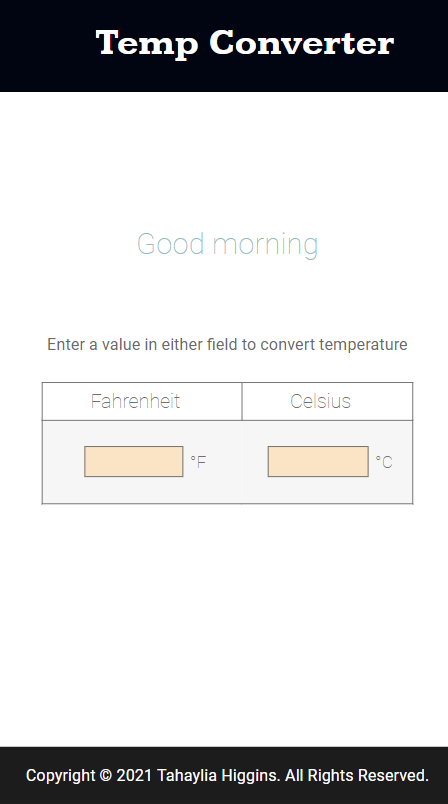 Temp Converter
Good morning
Enter a value in either field to convert temperature
Fahrenheit Celsius
°F °C
Copyright © 2021 Tahaylia Higgins. All Rights Reserved.